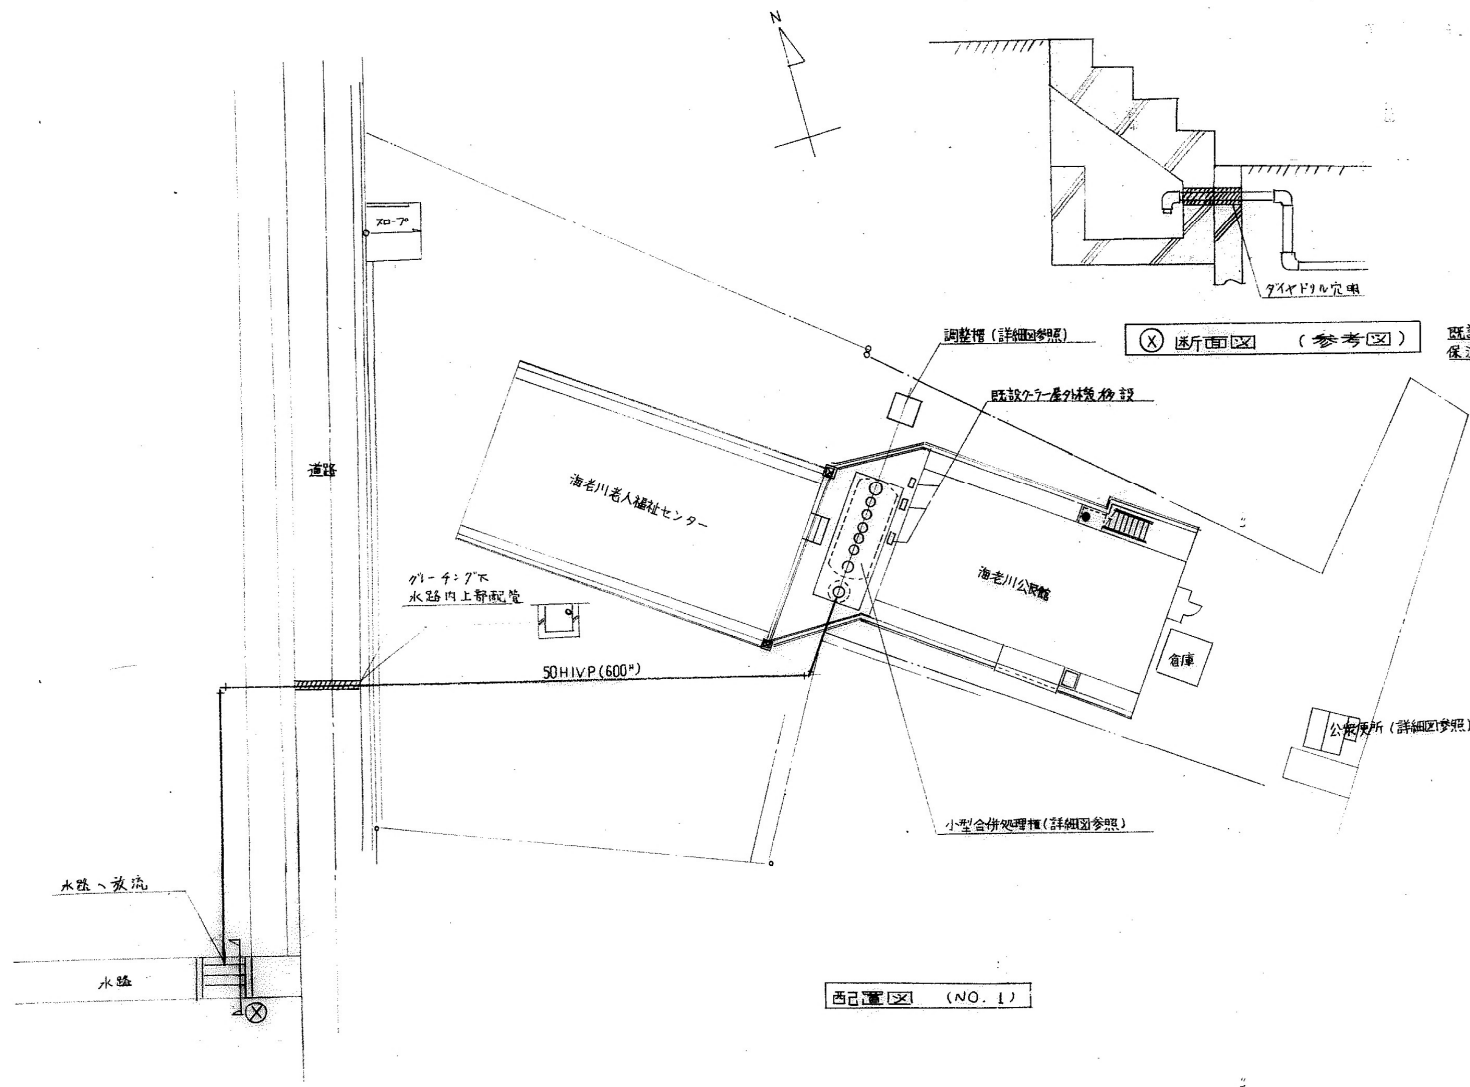 N
スロープ
ダイヤドリル穴明
Ⓧ 断面図 (参考図)
既設
調整槽(詳細図参照)
既設クーラー屋外機移設
道路
海老川老人福祉センター
海老川公民館
グレーチング下
水路内上部配管
倉庫
50HIVP(600ᴴ)
公衆便所(詳細図参照)
小型合併処理槽(詳細図参照)
水路へ放流
水路
Ⓧ
配置図 (NO. 1)